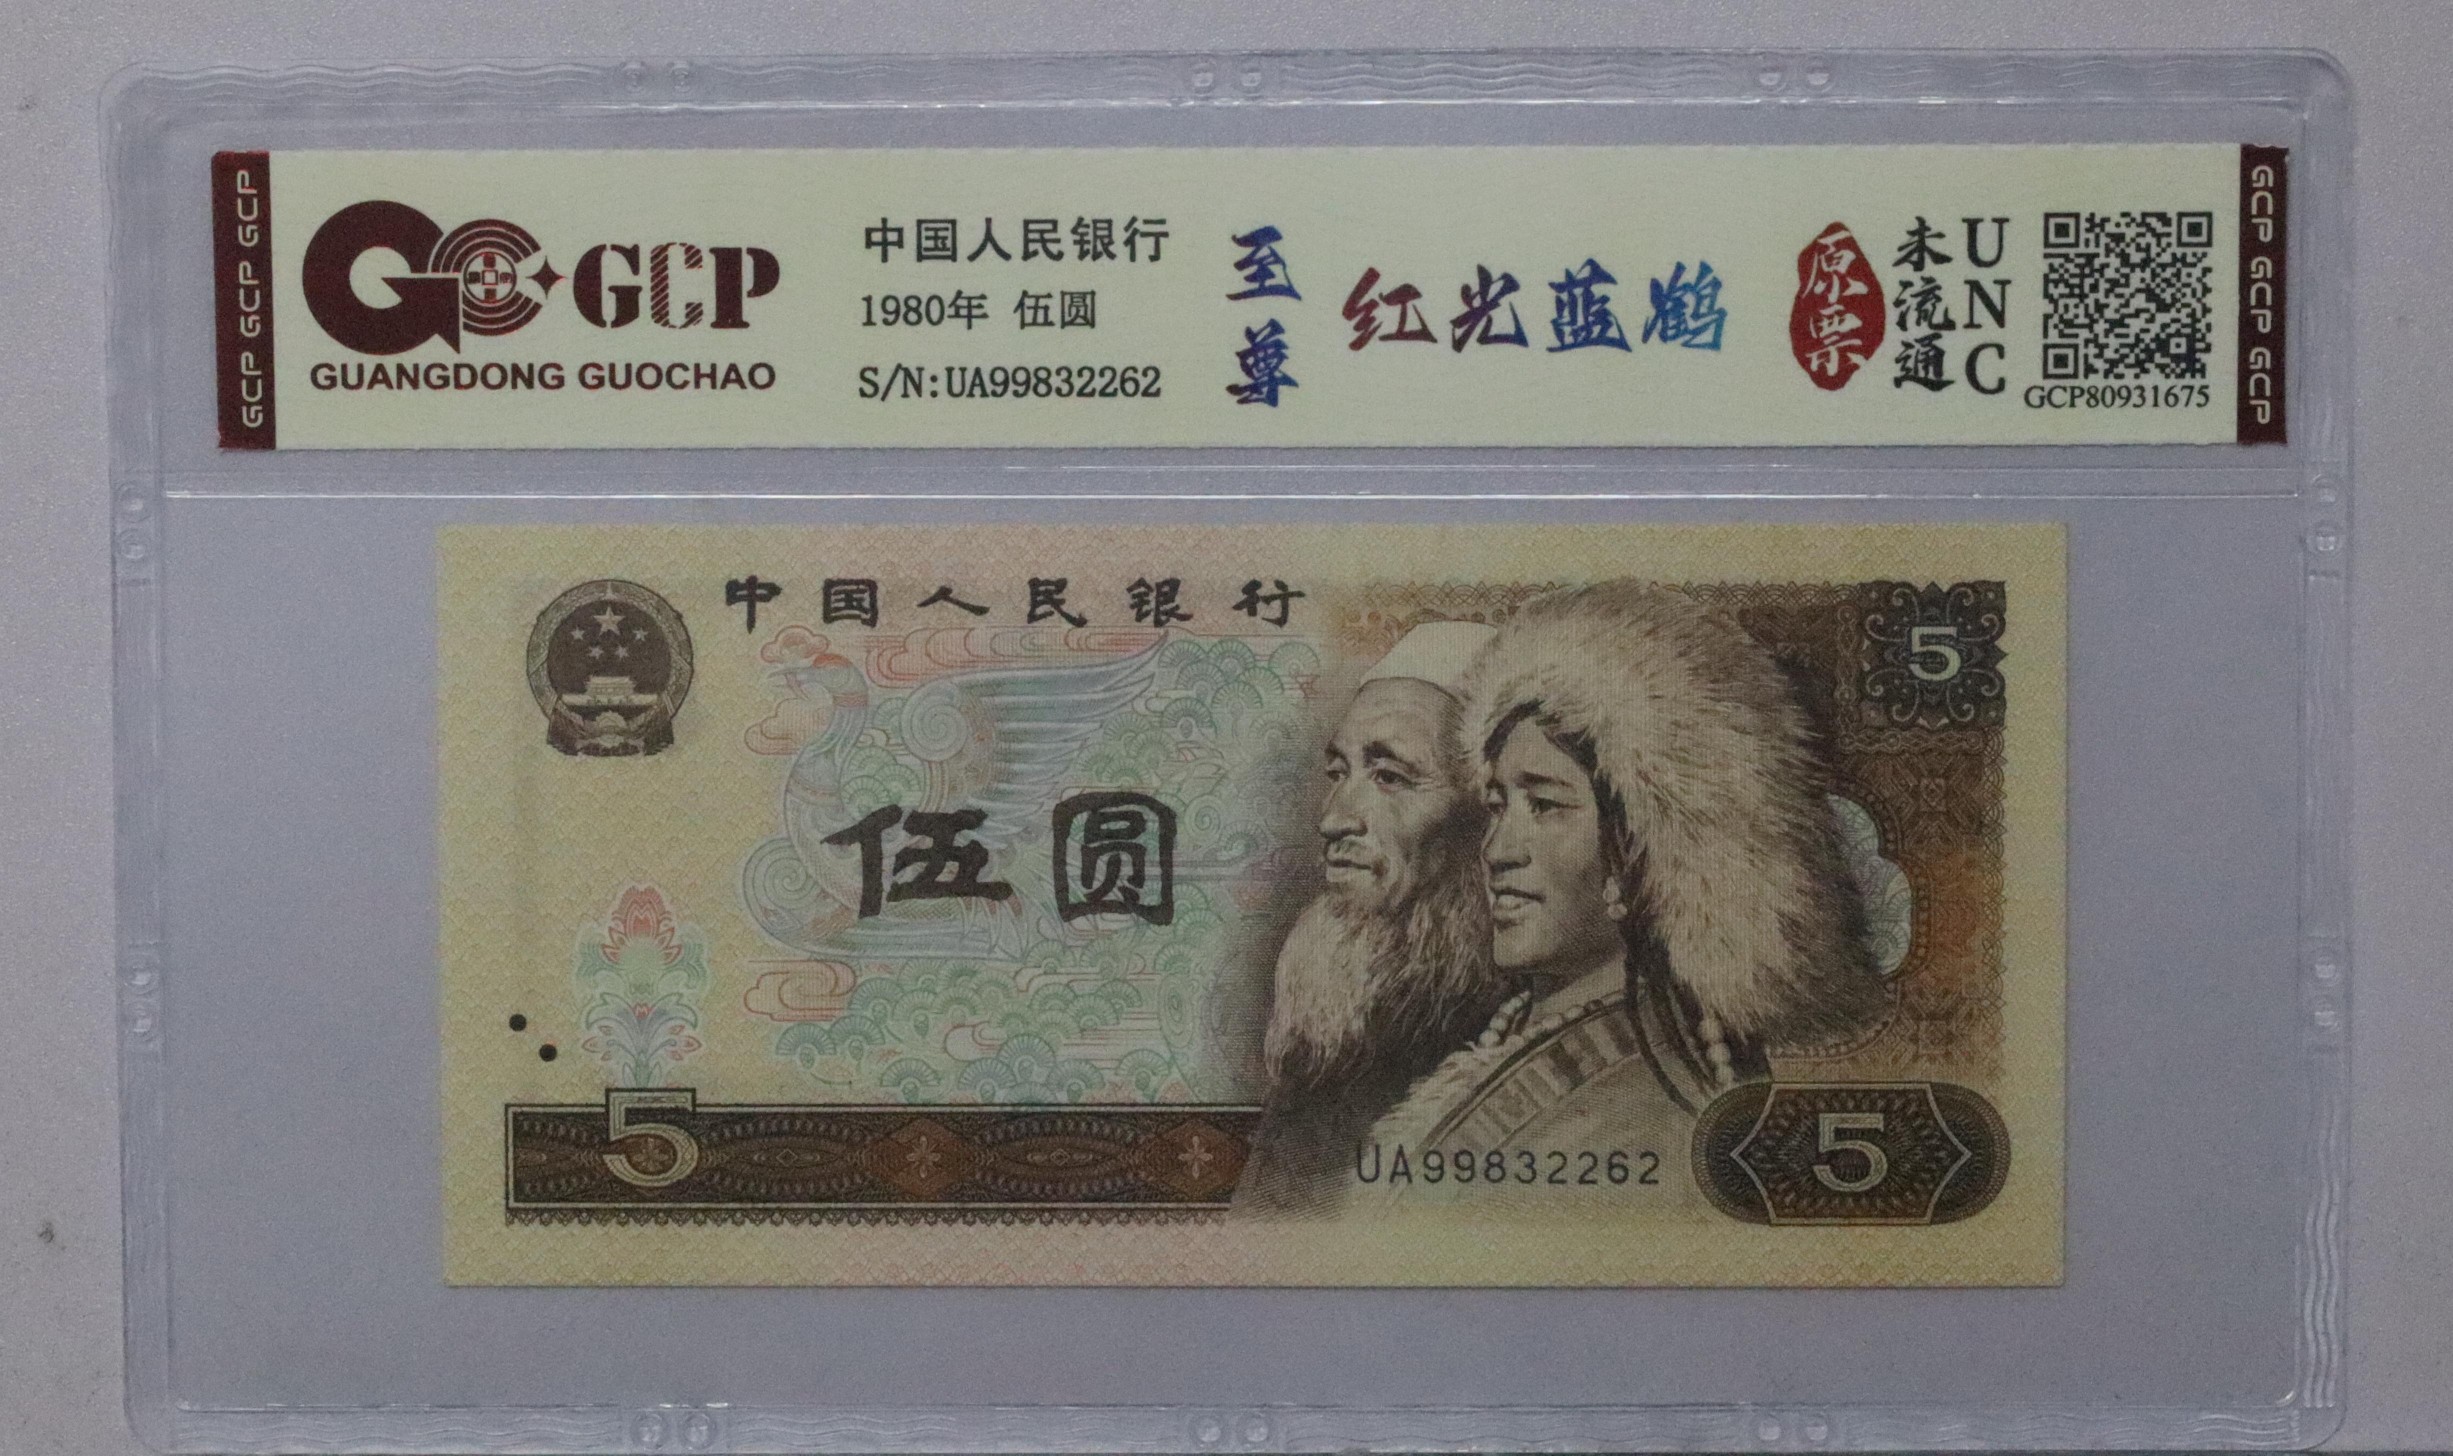 GCP GCP GCP
GCP
GUANGDONG GUOCHAO
中国人民银行
1980年 伍圆
S/N:UA99832262
至尊
红光蓝鹤
原票
未流通
UNC
GCP80931675
GCP GCP GCP
中国人民银行
5
伍圆
5
UA99832262
5